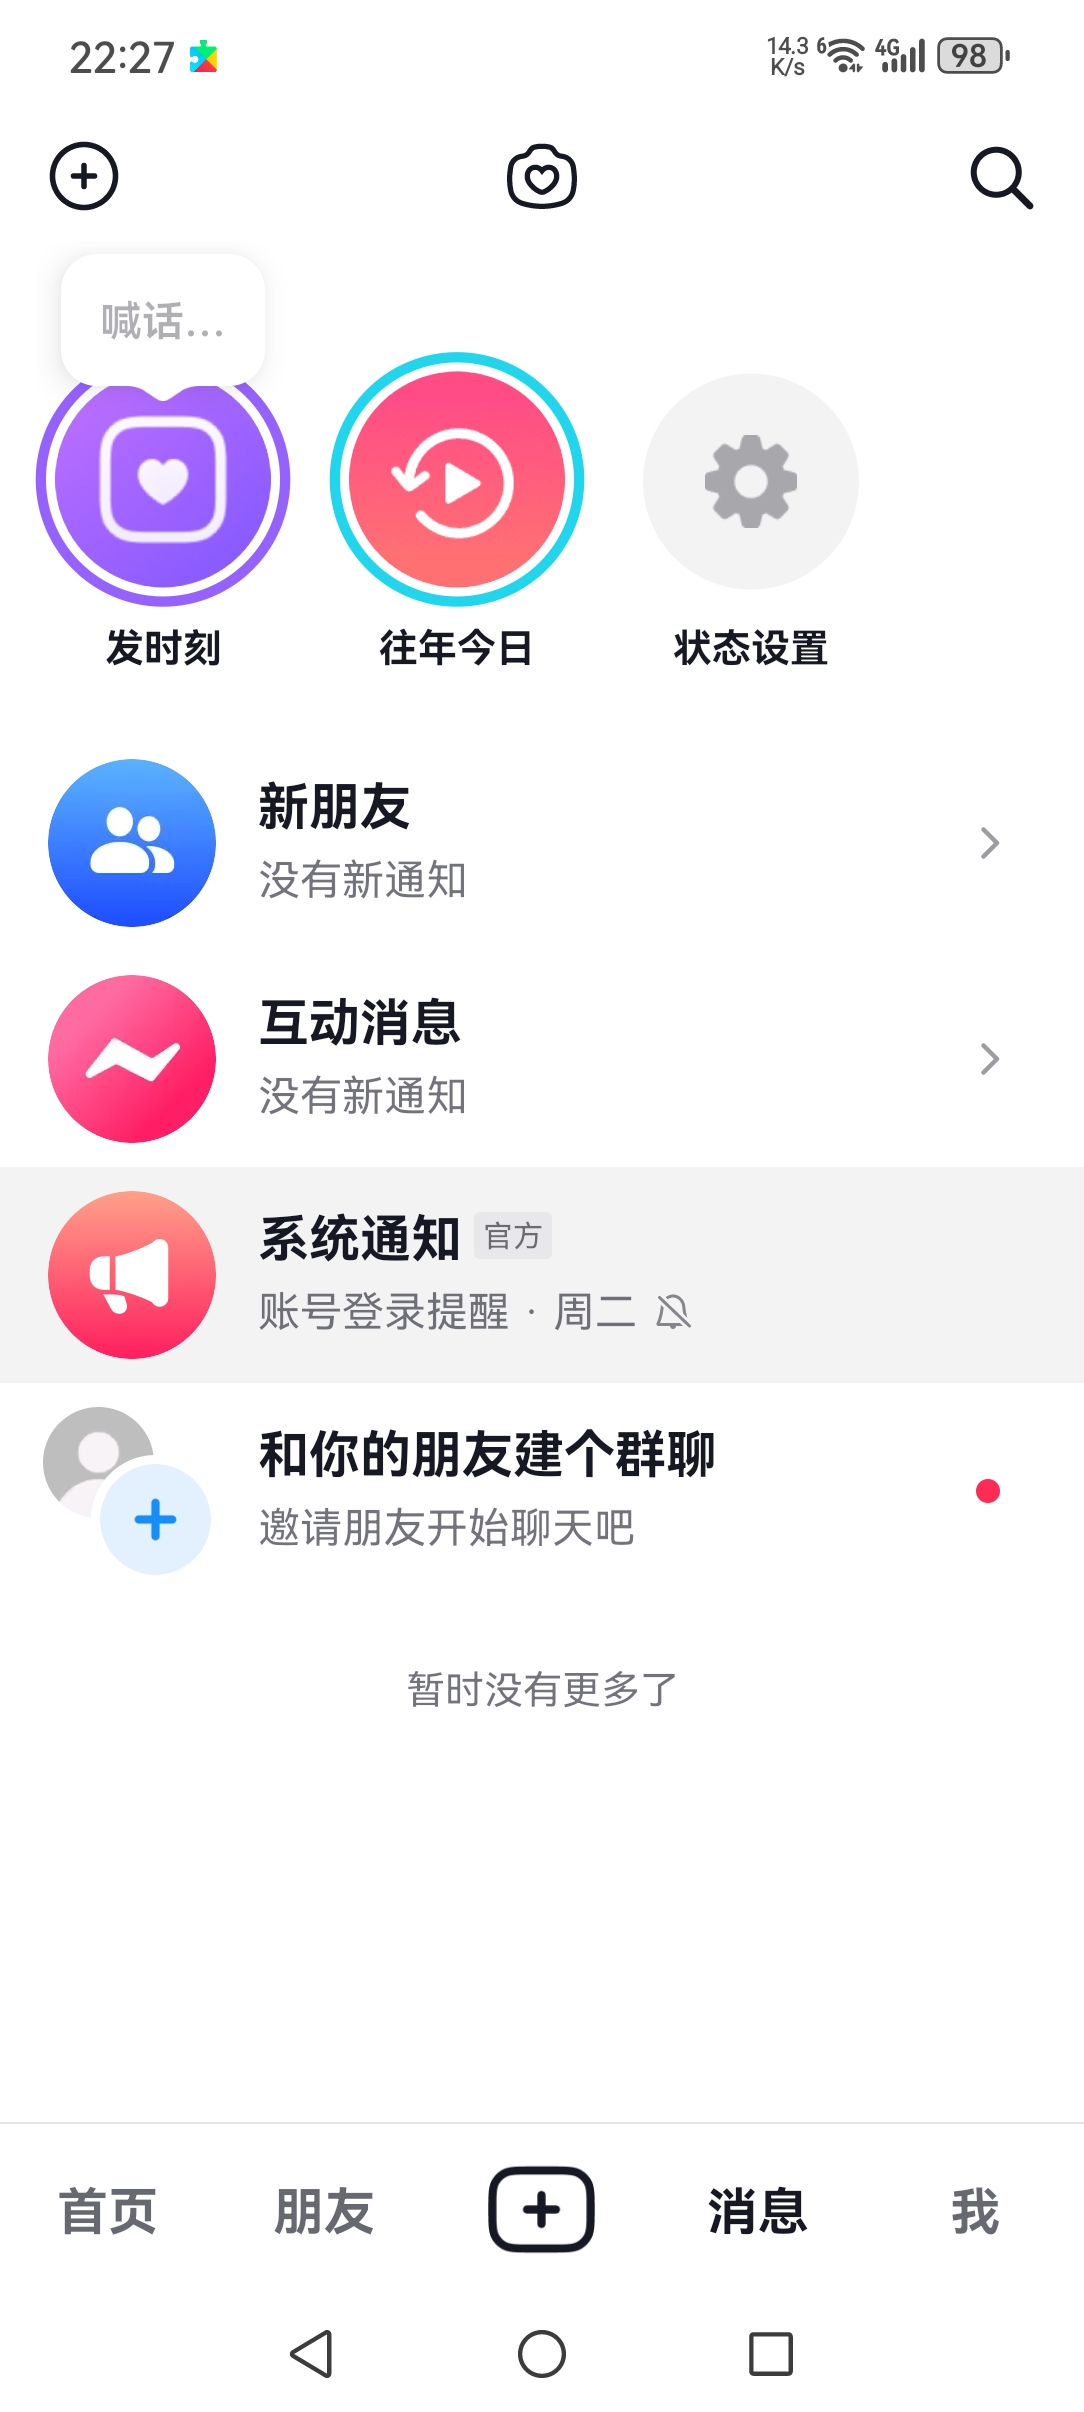 22:27
14.3 K/s
6
4G
98
喊话...
发时刻
往年今日
状态设置
新朋友
没有新通知
互动消息
没有新通知
系统通知 官方
账号登录提醒 · 周二
和你的朋友建个群聊
邀请朋友开始聊天吧
暂时没有更多了
首页 朋友 消息 我